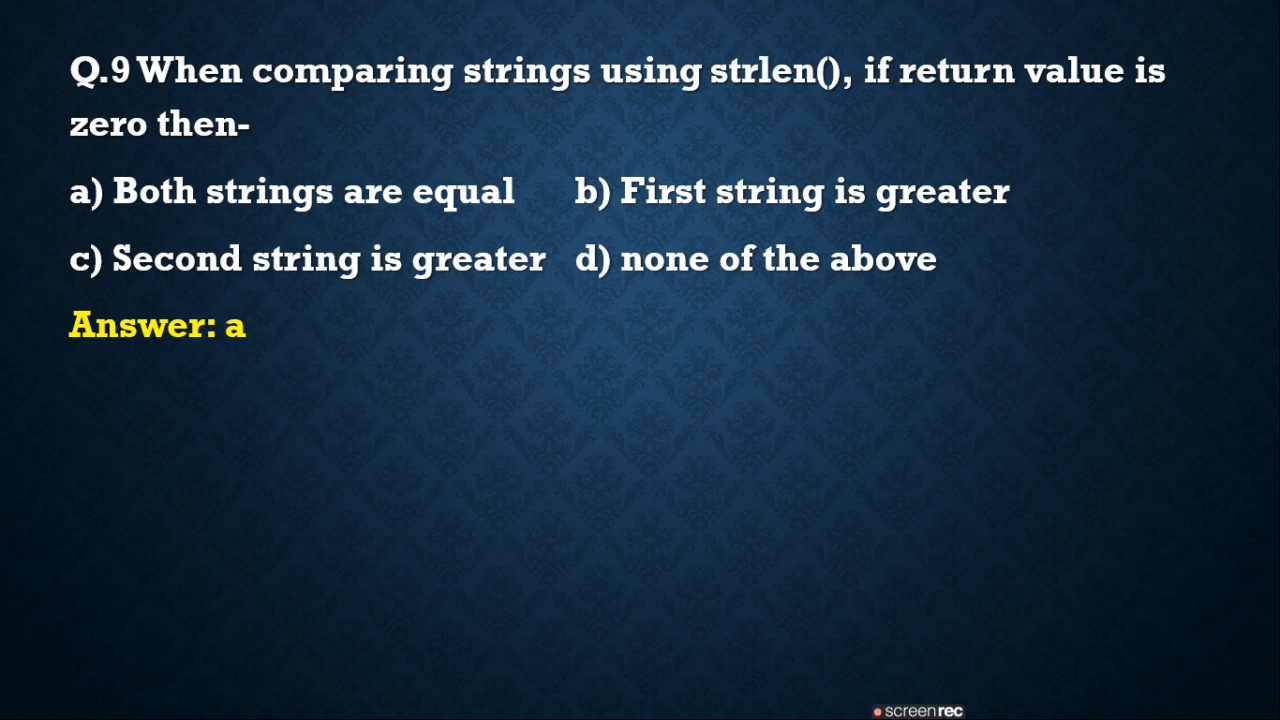 Q.9 When comparing strings using strlen(), if return value is
zero then-
a) Both strings are equal b) First string is greater
c) Second string is greater d) none of the above
Answer: a
screenrec